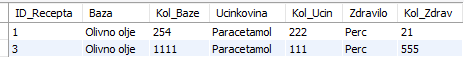 ID_Recepta Baza Kol_Baze Ucinkovina Kol_Ucin Zdravilo Kol_Zdrav
1 Olivno olje 254 Paracetamol 222 Perc 21
3 Olivno olje 1111 Paracetamol 111 Perc 555